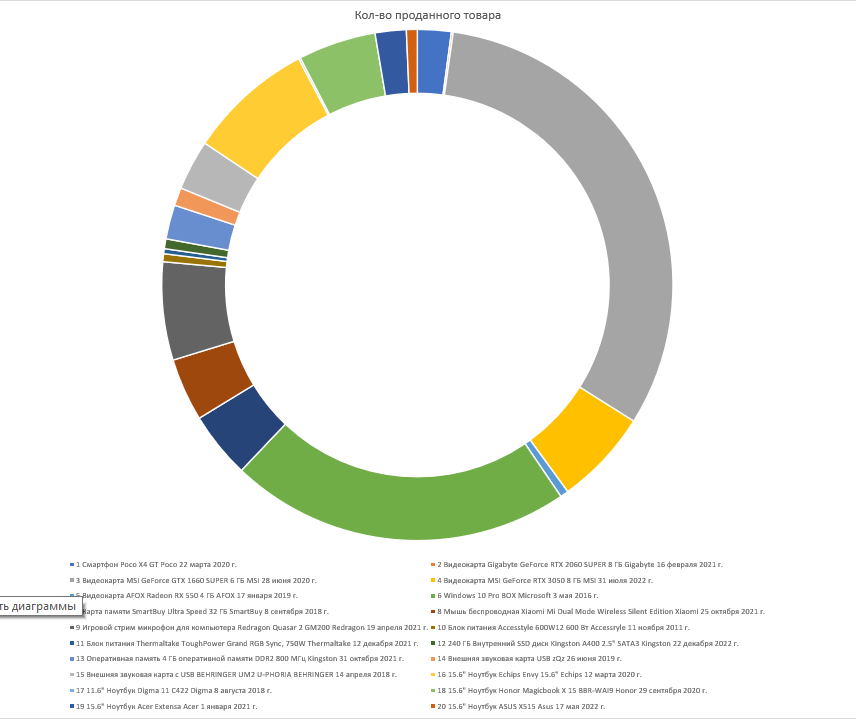 Кол-во проданного товара
1 Смартфон Poco X4 GT Poco 22 марта 2020 г.
2 Видеокарта Gigabyte GeForce RTX 2060 SUPER 8 ГБ Gigabyte 16 февраля 2021 г.
3 Видеокарта MSI GeForce GTX 1660 SUPER 6 ГБ MSI 28 июня 2020 г.
4 Видеокарта MSI GeForce RTX 3050 8 ГБ MSI 31 июля 2022 г.
5 Видеокарта AFOX Radeon RX 550 4 ГБ AFOX 17 января 2019 г.
6 Windows 10 Pro BOX Microsoft 3 мая 2016 г.
ть диаграммы
Карта памяти SmartBuy Ultra Speed 32 ГБ SmartBuy 8 сентября 2018 г.
8 Мышь беспроводная Xiaomi Mi Dual Mode Wireless Silent Edition Xiaomi 25 октября 2021 г.
9 Игровой стрим микрофон для компьютера Redragon Quasar 2 GM200 Redragon 19 апреля 2021 г.
10 Блок питания Accesstyle 600W12 600 Вт Accessryle 11 ноября 2011 г.
11 Блок питания Thermaltake ToughPower Grand RGB Sync, 750W Thermaltake 12 декабря 2021 г.
12 240 ГБ Внутренний SSD диск Kingston A400 2.5" SATA3 Kingston 22 декабря 2022 г.
13 Оперативная память 4 ГБ оперативной памяти DDR2 800 МГц Kingston 31 октября 2021 г.
14 Внешняя звуковая карта USB zQz 26 июня 2019 г.
15 Внешняя звуковая карта с USB BEHRINGER UM2 U-PHORIA BEHRINGER 14 апреля 2018 г.
16 15.6" Ноутбук Echips Envy 15.6" Echips 12 марта 2020 г.
17 11.6" Ноутбук Digma 11 C422 Digma 8 августа 2018 г.
18 15.6" Ноутбук Honor Magicbook X 15 BBR-WAI9 Honor 29 сентября 2020 г.
19 15.6" Ноутбук Acer Extensa Acer 1 января 2021 г.
20 15.6" Ноутбук ASUS X515 Asus 17 мая 2022 г.